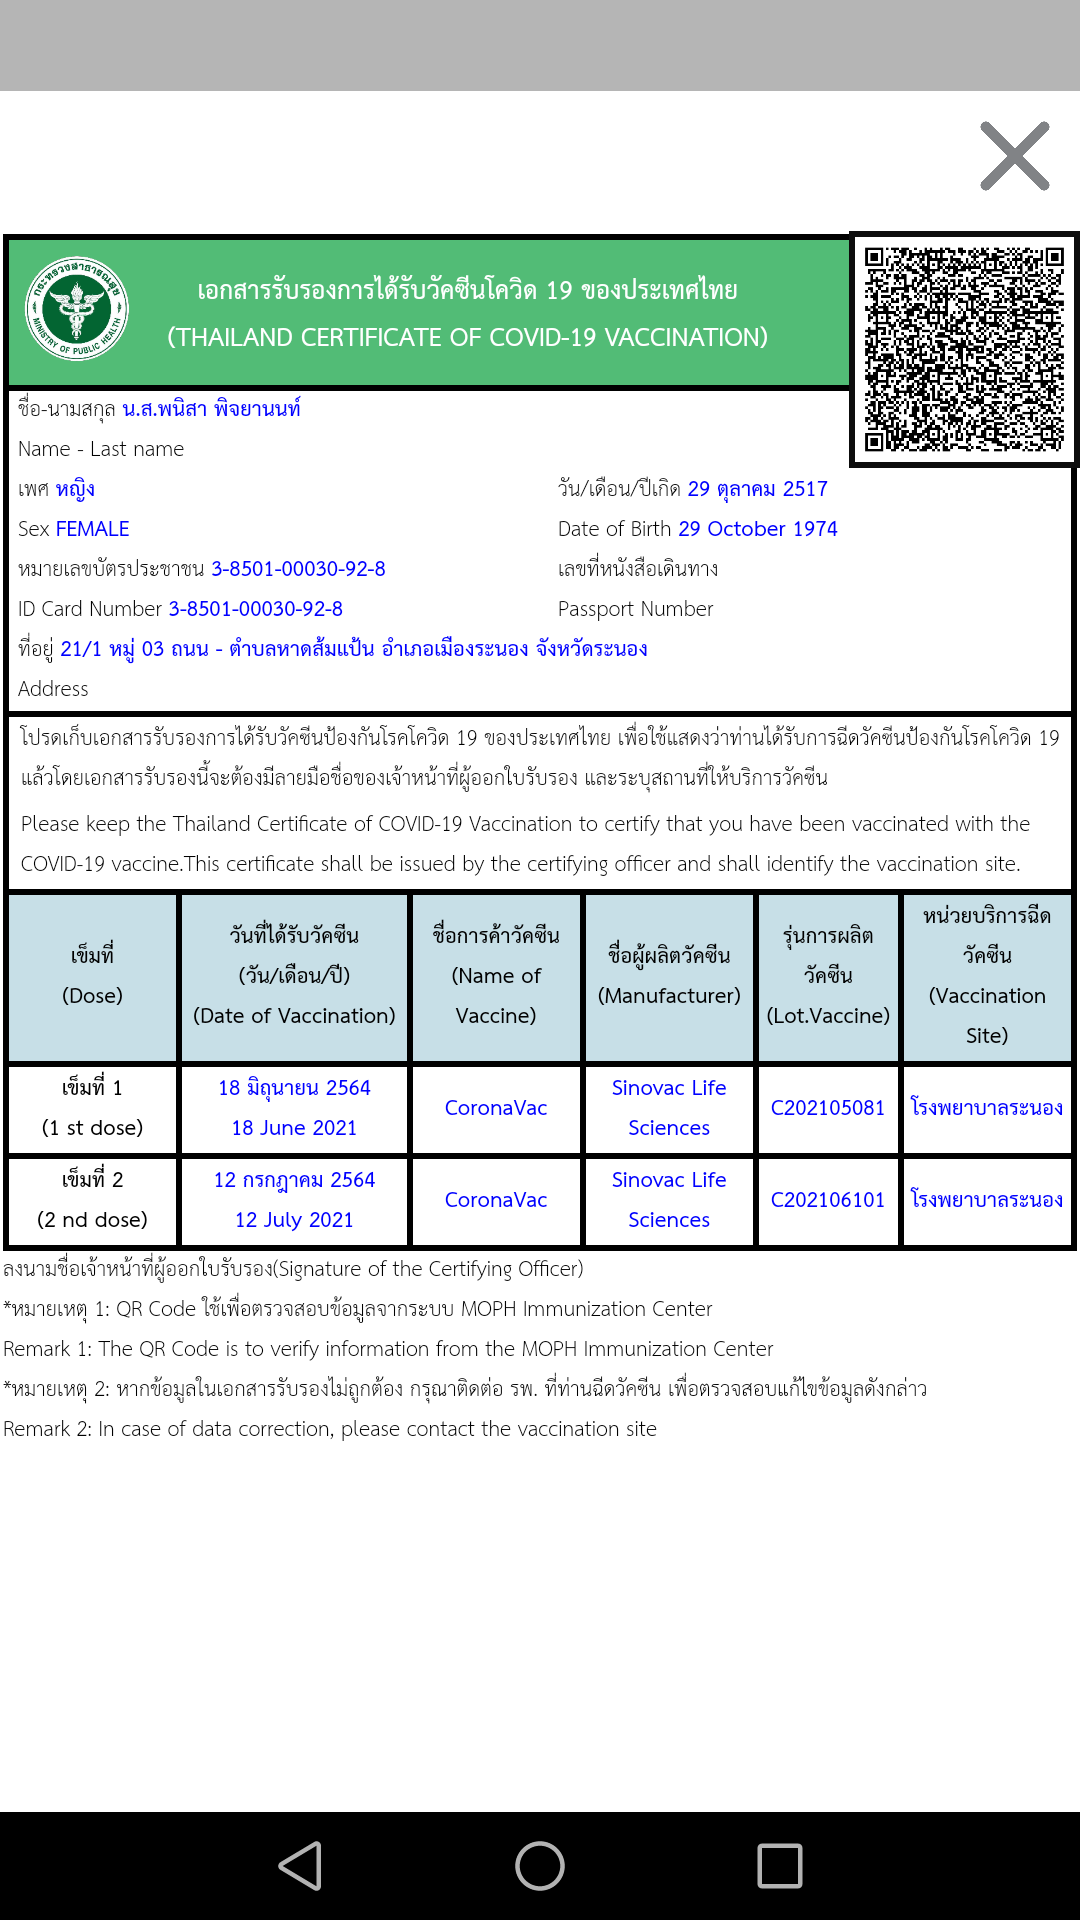 กระทรวงสาธารณสุข
MINISTRY OF PUBLIC HEALTH
เอกสารรับรองการได้รับวัคซีนโควิด 19 ของประเทศไทย
(THAILAND CERTIFICATE OF COVID-19 VACCINATION)
ชื่อ-นามสกุล น.ส.พนิสา พิจยานนท์
Name - Last name
เพศ หญิง
วัน/เดือน/ปีเกิด 29 ตุลาคม 2517
Sex FEMALE
Date of Birth 29 October 1974
หมายเลขบัตรประชาชน 3-8501-00030-92-8
เลขที่หนังสือเดินทาง
ID Card Number 3-8501-00030-92-8
Passport Number
ที่อยู่ 21/1 หมู่ 03 ถนน - ตำบลหาดส้มแป้น อำเภอเมืองระนอง จังหวัดระนอง
Address
โปรดเก็บเอกสารรับรองการได้รับวัคซีนป้องกันโรคโควิด 19 ของประเทศไทย เพื่อใช้แสดงว่าท่านได้รับการฉีดวัคซีนป้องกันโรคโควิด 19
แล้วโดยเอกสารรับรองนี้จะต้องมีลายมือชื่อของเจ้าหน้าที่ผู้ออกใบรับรอง และระบุสถานที่ให้บริการวัคซีน
Please keep the Thailand Certificate of COVID-19 Vaccination to certify that you have been vaccinated with the
COVID-19 vaccine.This certificate shall be issued by the certifying officer and shall identify the vaccination site.
เข็มที่
(Dose)
วันที่ได้รับวัคซีน
(วัน/เดือน/ปี)
(Date of Vaccination)
ชื่อการค้าวัคซีน
(Name of
Vaccine)
ชื่อผู้ผลิตวัคซีน
(Manufacturer)
รุ่นการผลิต
วัคซีน
(Lot.Vaccine)
หน่วยบริการฉีด
วัคซีน
(Vaccination
Site)
เข็มที่ 1
(1 st dose)
18 มิถุนายน 2564
18 June 2021
CoronaVac
Sinovac Life
Sciences
C202105081
โรงพยาบาลระนอง
เข็มที่ 2
(2 nd dose)
12 กรกฎาคม 2564
12 July 2021
CoronaVac
Sinovac Life
Sciences
C202106101
โรงพยาบาลระนอง
ลงนามชื่อเจ้าหน้าที่ผู้ออกใบรับรอง(Signature of the Certifying Officer)
*หมายเหตุ 1: QR Code ใช้เพื่อตรวจสอบข้อมูลจากระบบ MOPH Immunization Center
Remark 1: The QR Code is to verify information from the MOPH Immunization Center
*หมายเหตุ 2: หากข้อมูลในเอกสารรับรองไม่ถูกต้อง กรุณาติดต่อ รพ. ที่ท่านฉีดวัคซีน เพื่อตรวจสอบแก้ไขข้อมูลดังกล่าว
Remark 2: In case of data correction, please contact the vaccination site